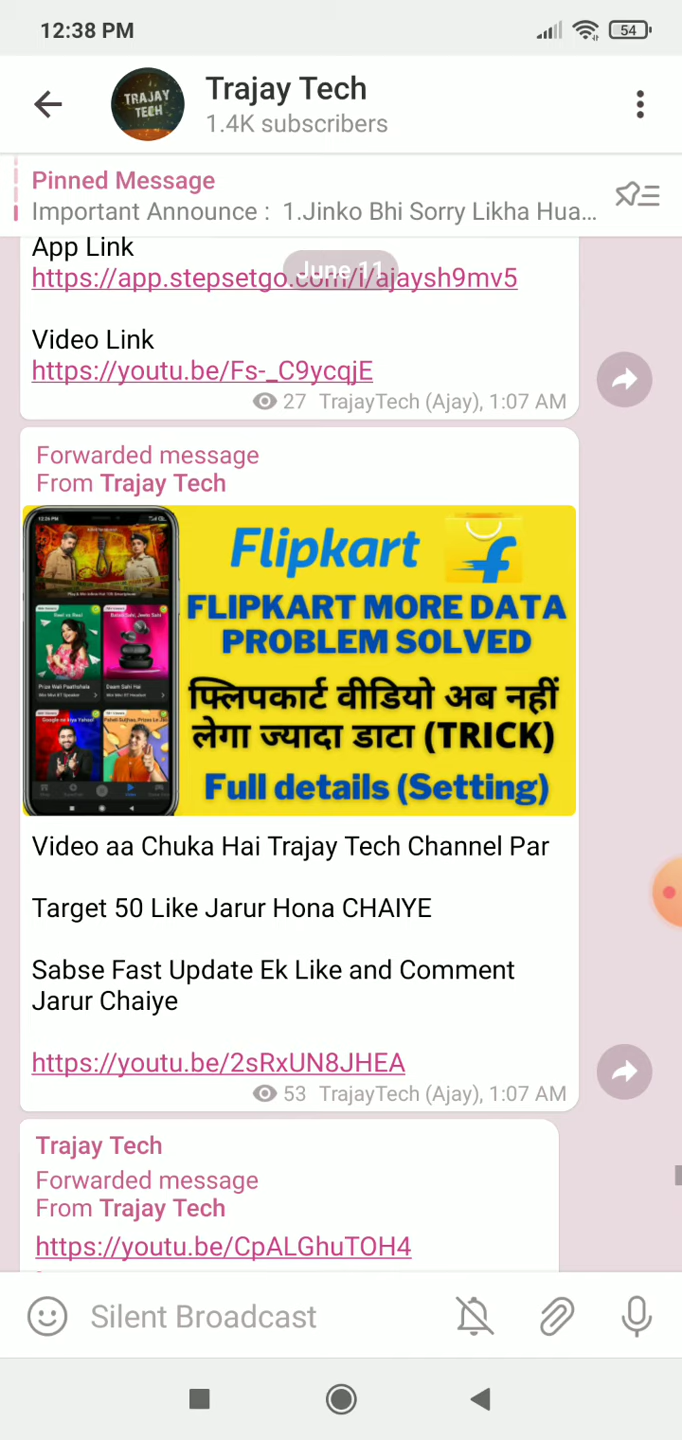 12:38 PM
54
TRAJAY
TECH
Trajay Tech
1.4K subscribers
Pinned Message
Important Announce : 1.Jinko Bhi Sorry Likha Hua...
App Link
June 11
https://app.stepsetgo.com/i/ajaysh9mv5
Video Link
https://youtu.be/Fs-_C9ycqjE
27 TrajayTech (Ajay), 1:07 AM
Forwarded message
From Trajay Tech
Flipkart
FLIPKART MORE DATA
PROBLEM SOLVED
फ्लिपकार्ट वीडियो अब नहीं
लेगा ज्यादा डाटा (TRICK)
Full details (Setting)
Video aa Chuka Hai Trajay Tech Channel Par
Target 50 Like Jarur Hona CHAIYE
Sabse Fast Update Ek Like and Comment
Jarur Chaiye
https://youtu.be/2sRxUN8JHEA
53 TrajayTech (Ajay), 1:07 AM
Trajay Tech
Forwarded message
From Trajay Tech
https://youtu.be/CpALGhuTOH4
Silent Broadcast